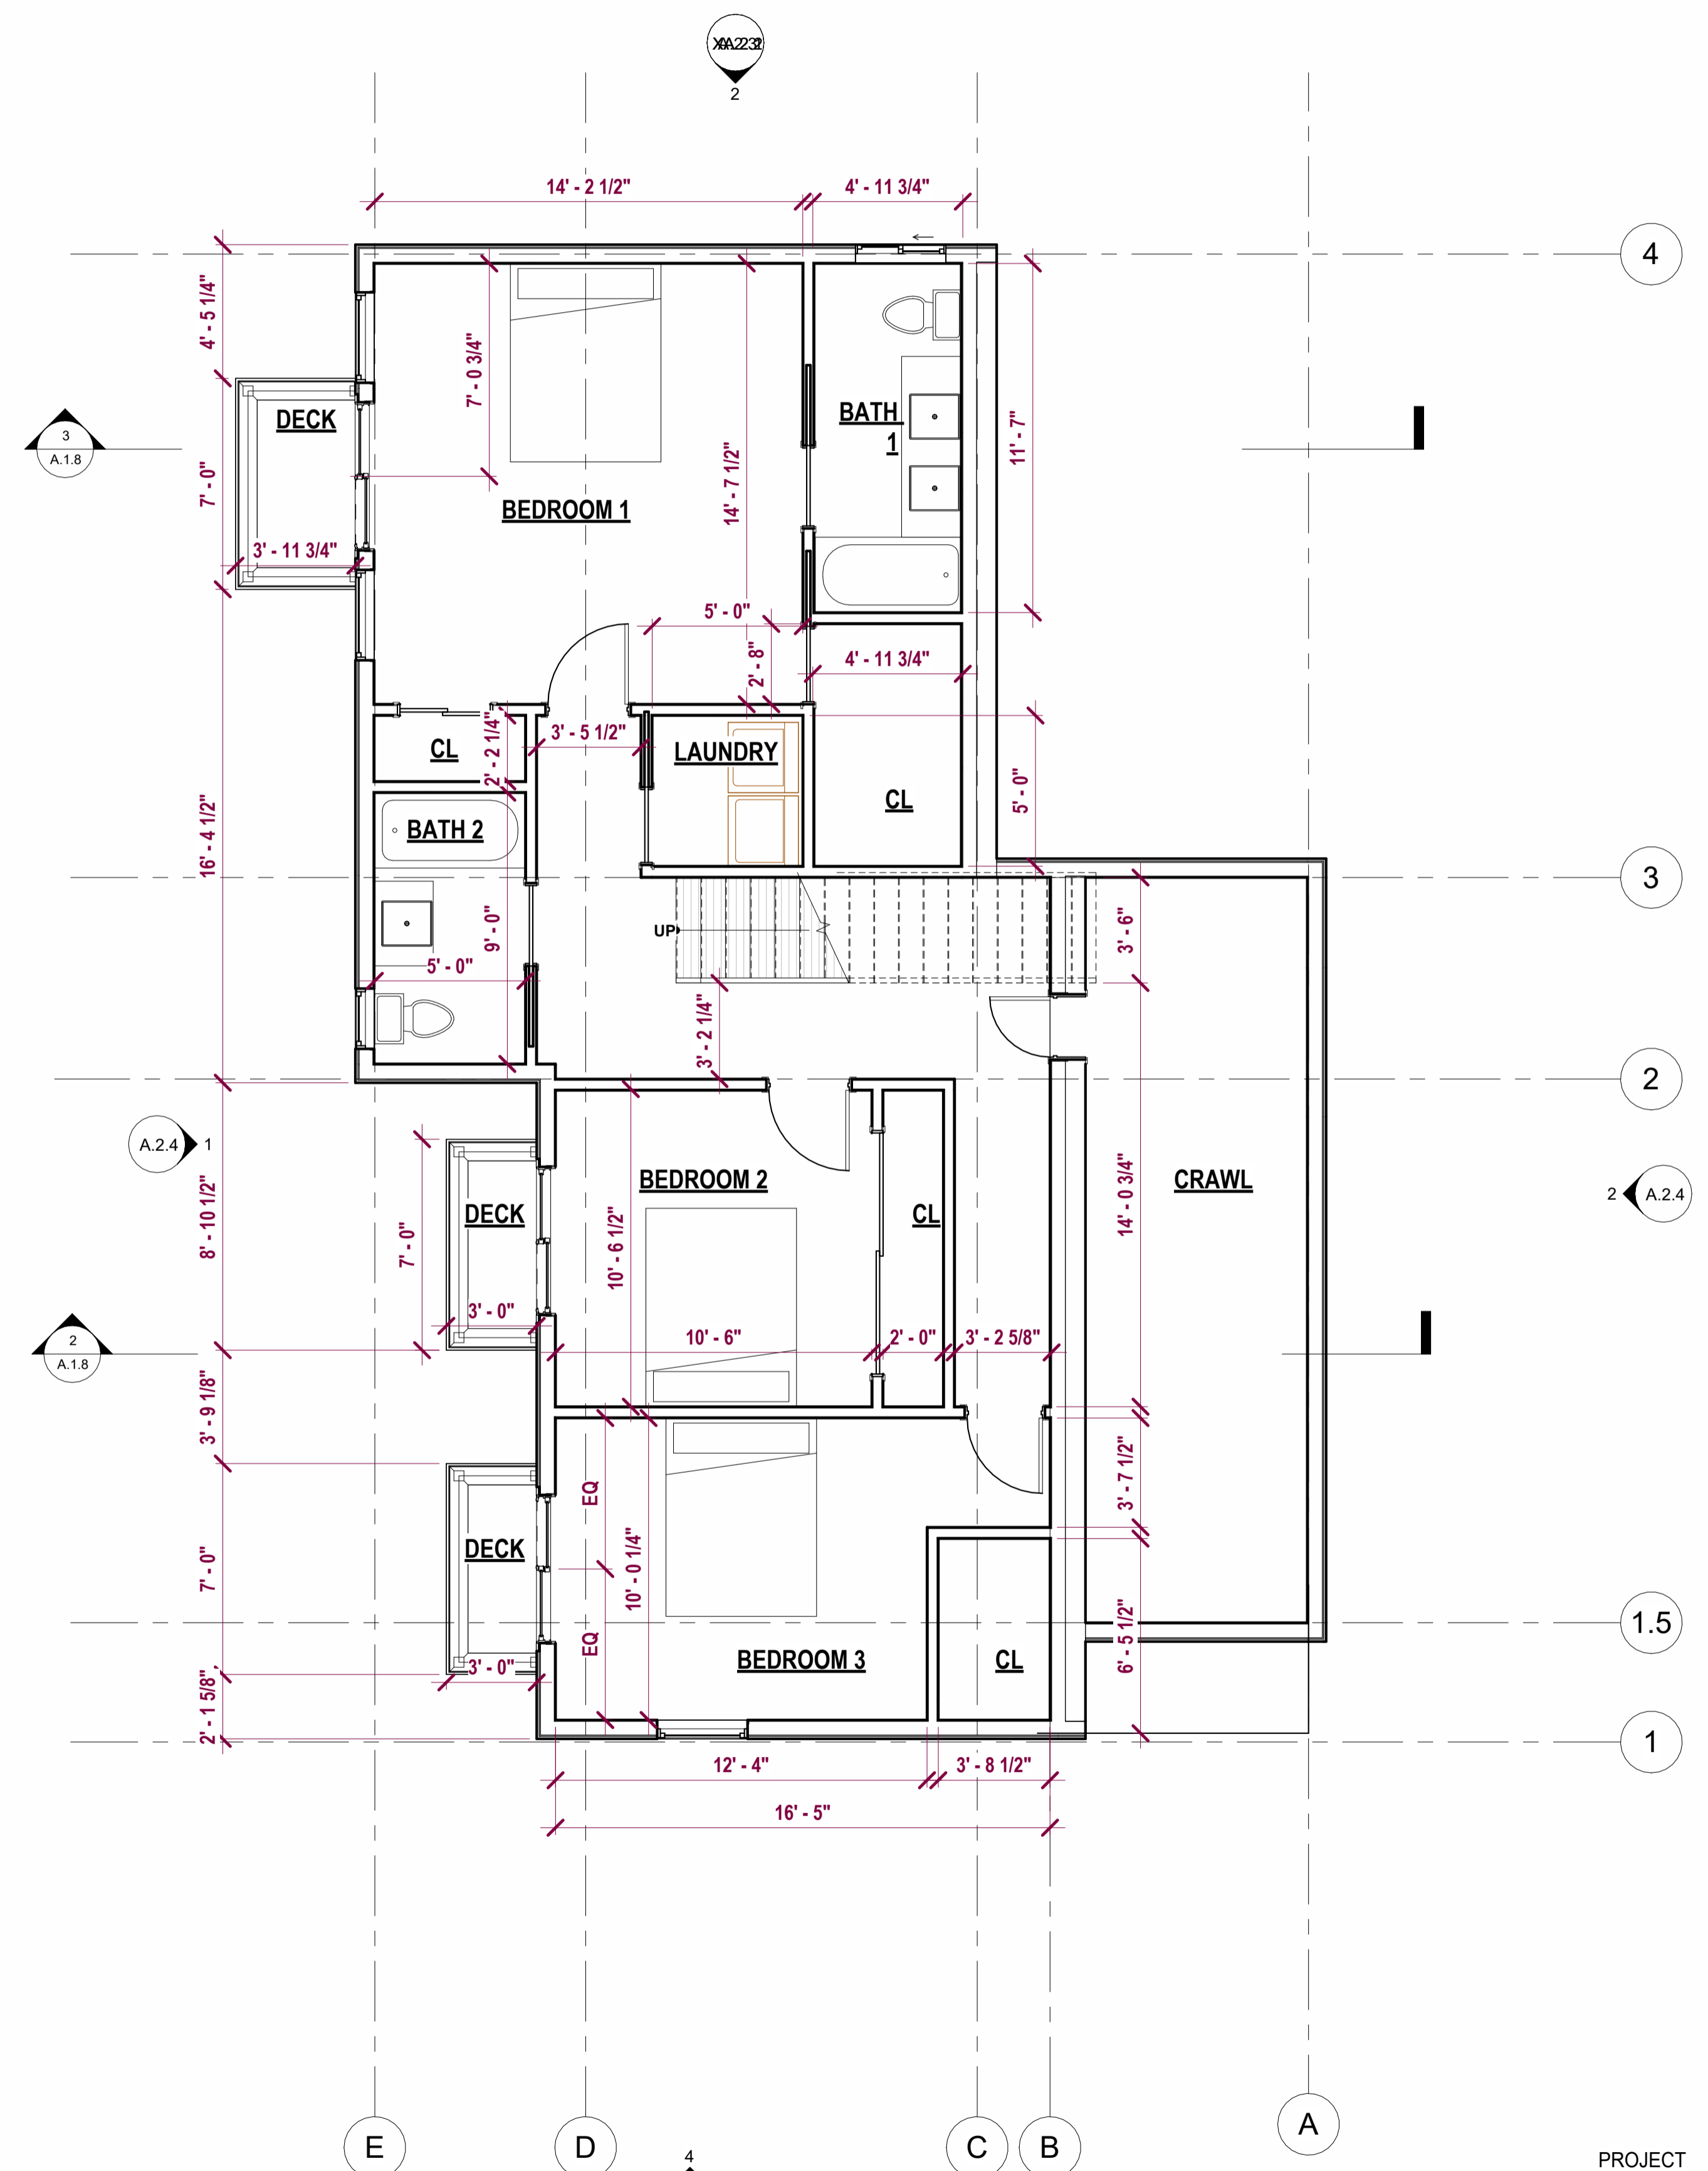 2
14' - 2 1/2"
4' - 11 3/4"
4
4' - 5 1/4"
7' - 0 3/4"
DECK
BATH
1
3
A.1.8
11' - 7"
7' - 0"
14' - 7 1/2"
BEDROOM 1
3' - 11 3/4"
5' - 0"
2' - 8"
4' - 11 3/4"
3' - 5 1/2"
CL
2' - 2 1/4"
LAUNDRY
CL
5' - 0"
BATH 2
16' - 4 1/2"
3
UP
9' - 0"
3' - 6"
5' - 0"
3' - 2 1/4"
2
A.2.4
1
BEDROOM 2
CRAWL
14' - 0 3/4"
2
A.2.4
8' - 10 1/2"
DECK
CL
7' - 0"
10' - 6 1/2"
3' - 0"
10' - 6"
2' - 0"
3' - 2 5/8"
2
A.1.8
3' - 9 1/8"
EQ
3' - 7 1/2"
DECK
7' - 0"
10' - 0 1/4"
EQ
6' - 5 1/2"
1.5
3' - 0"
BEDROOM 3
CL
2' - 1 5/8"
1
12' - 4"
3' - 8 1/2"
16' - 5"
E
D
C
B
A
4
PROJECT